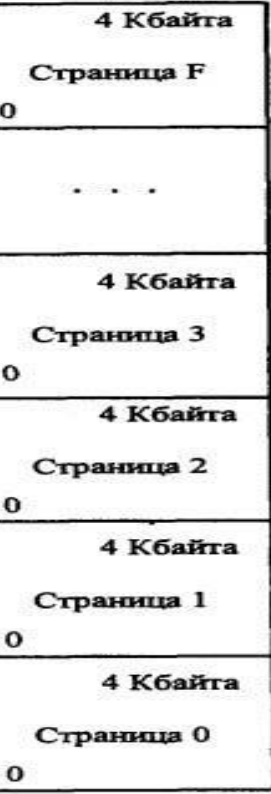 4 Кбайта
Страница F
0
. . .
4 Кбайта
Страница 3
0
4 Кбайта
Страница 2
0
4 Кбайта
Страница 1
0
4 Кбайта
Страница 0
0